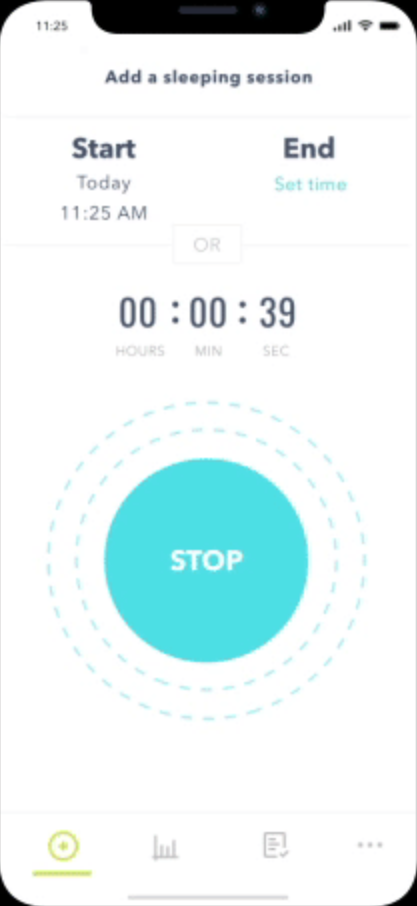 11:25
Add a sleeping session
Start
End
Today
Set time
11:25 AM
OR
00 : 00 : 39
HOURS MIN SEC
STOP